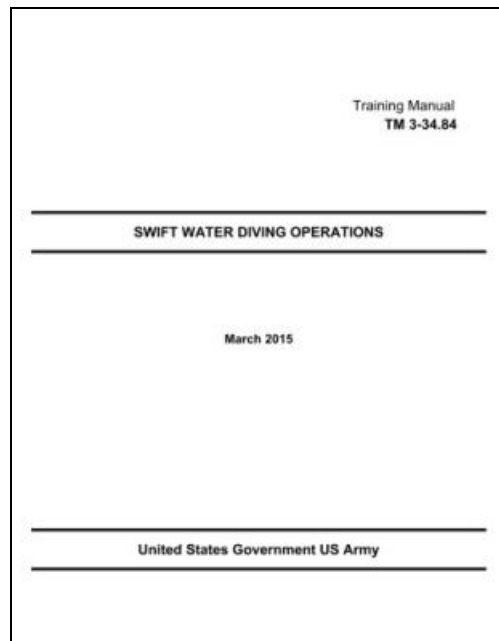 Training Manual
TM 3-34.84
SWIFT WATER DIVING OPERATIONS
March 2015
United States Government US Army